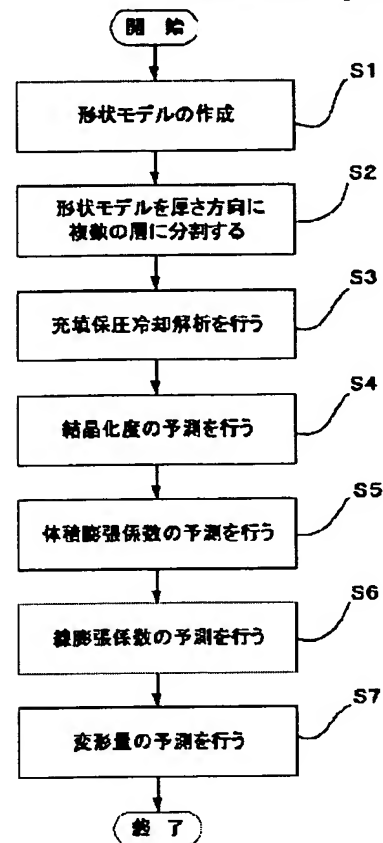 開 始
S1
形状モデルの作成
S2
形状モデルを厚さ方向に
複数の層に分割する
S3
充填保圧冷却解析を行う
S4
結晶化度の予測を行う
S5
体積膨張係数の予測を行う
S6
線膨張係数の予測を行う
S7
変形量の予測を行う
終 了